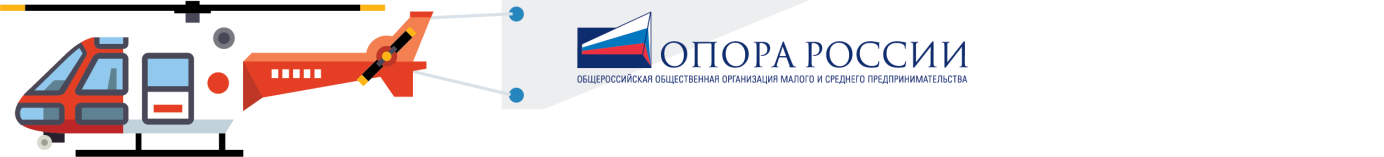 ОПОРА РОССИИ
ОБЩЕРОССИЙСКАЯ ОБЩЕСТВЕННАЯ ОРГАНИЗАЦИЯ МАЛОГО И СРЕДНЕГО ПРЕДПРИНИМАТЕЛЬСТВА